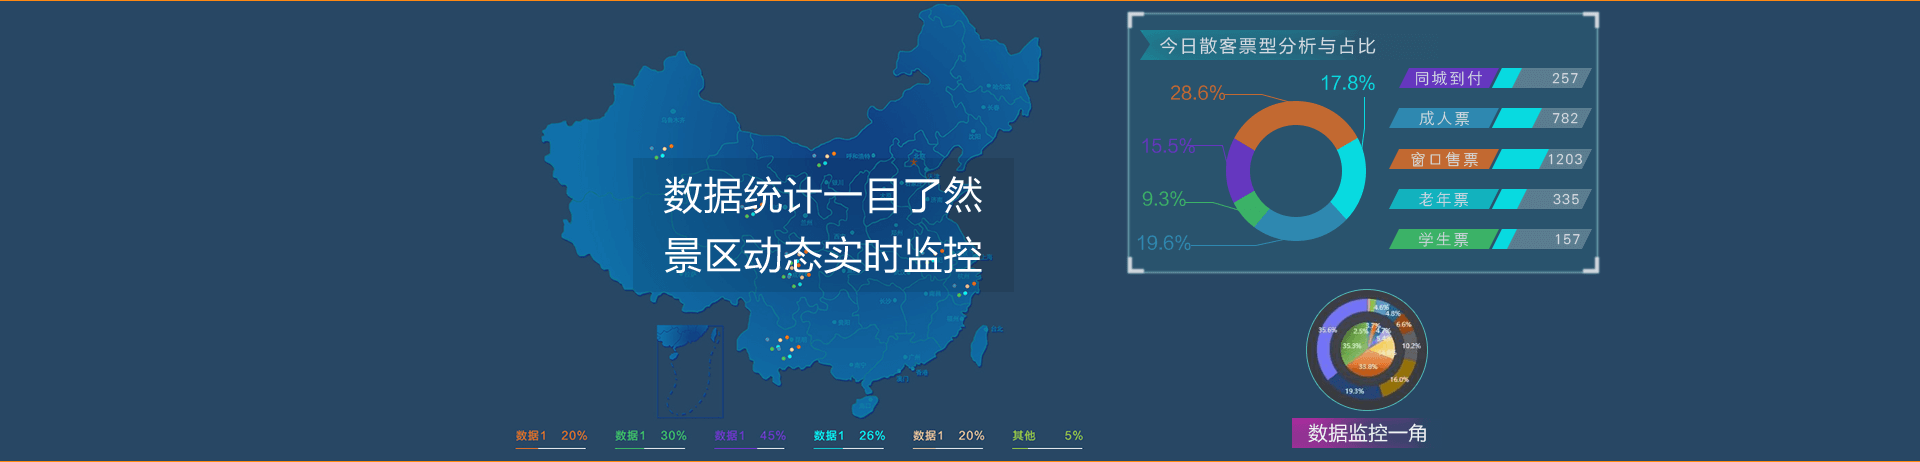 数据统计一目了然
景区动态实时监控
今日散客票型分析与占比
28.6%
17.8%
15.5%
9.3%
19.6%
同城到付 257
成人票 782
窗口售票 1203
老年票 335
学生票 157
35.6%
4.6%
4.8%
6.6%
10.2%
16.0%
19.3%
2.5%
35.3%
33.8%
数据监控一角
数据1 20%
数据1 30%
数据1 45%
数据1 26%
数据1 20%
其他 5%